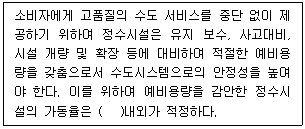 소비자에게 고품질의 수도 서비스를 중단 없이 제
공하기 위하여 정수시설은 유지 보수, 사고대비,
시설 개량 및 확장 등에 대비하여 적절한 예비용
량을 갖춤으로서 수도시스템으로의 안정성을 높여
야 한다. 이를 위하여 예비용량을 감안한 정수시
설의 가동율은 (   )내외가 적정하다.